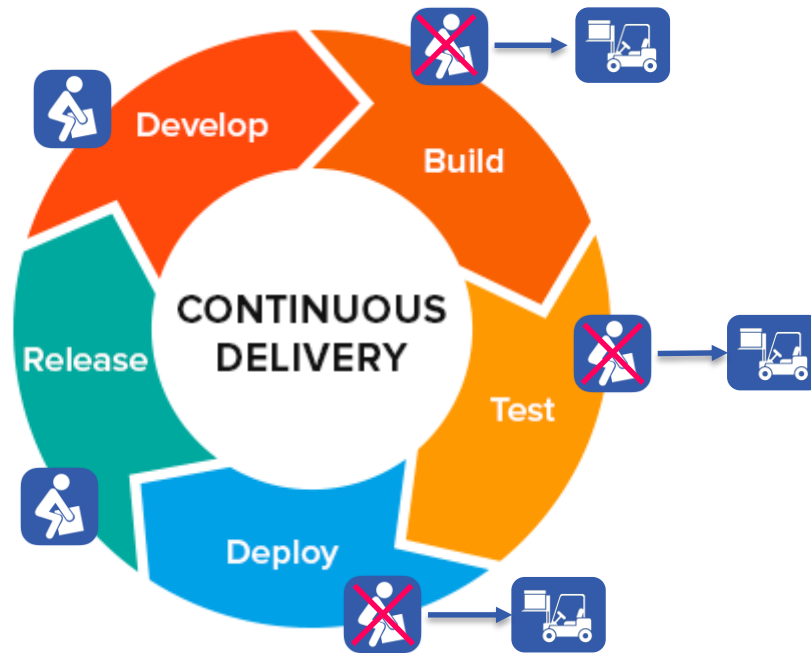 Develop
Build
CONTINUOUS
DELIVERY
Release
Test
Deploy